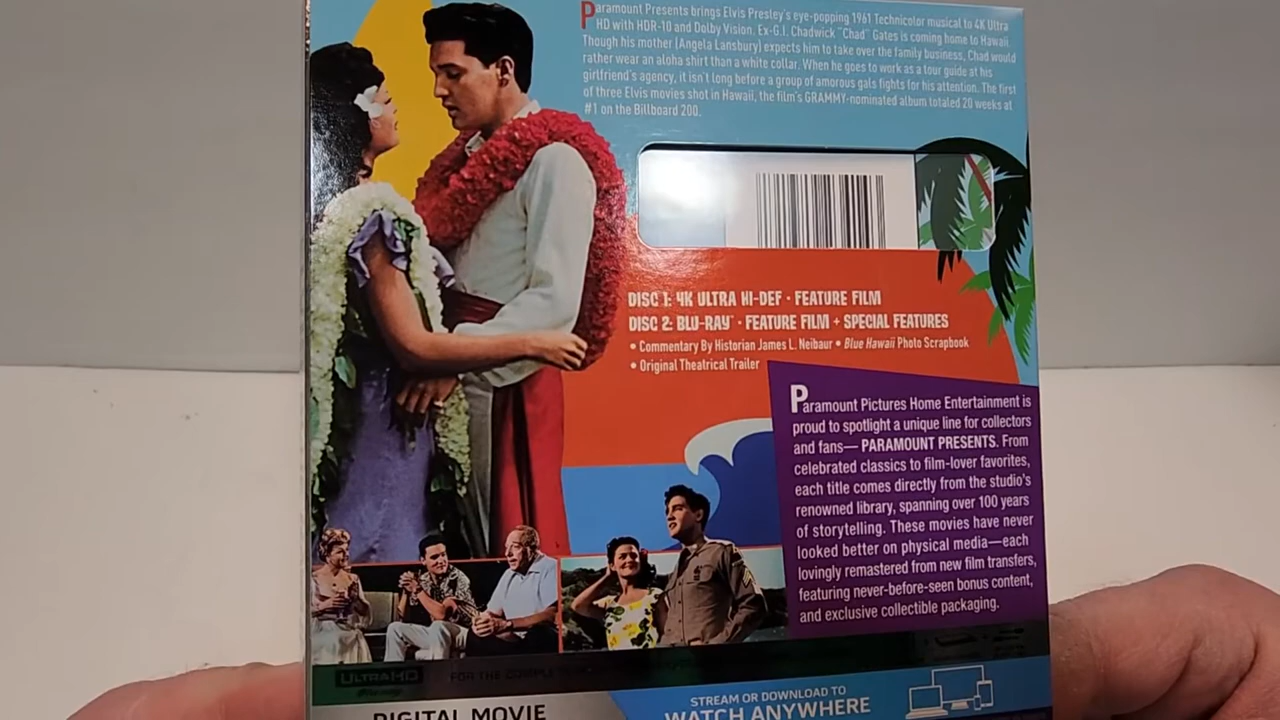 Paramount Presents brings Elvis Presley's eye-popping 1961 Technicolor musical to 4K Ultra
HD with HDR-10 and Dolby Vision. Ex-G.I. Chadwick "Chad" Gates is coming home to Hawaii.
Though his mother (Angela Lansbury) expects him to take over the family business, Chad would
rather wear an aloha shirt than a white collar. When he goes to work as a tour guide at his
girlfriend's agency, it isn't long before a group of amorous gals fights for his attention. The first
of three Elvis movies shot in Hawaii, the film's GRAMMY-nominated album totaled 20 weeks at
#1 on the Billboard 200.
DISC 1: 4K ULTRA HI-DEF · FEATURE FILM
DISC 2: BLU-RAY™ · FEATURE FILM + SPECIAL FEATURES
• Commentary By Historian James L. Neibaur • Blue Hawaii Photo Scrapbook
• Original Theatrical Trailer
Paramount Pictures Home Entertainment is
proud to spotlight a unique line for collectors
and fans— PARAMOUNT PRESENTS. From
celebrated classics to film-lover favorites,
each title comes directly from the studio's
renowned library, spanning over 100 years
of storytelling. These movies have never
looked better on physical media—each
lovingly remastered from new film transfers,
featuring never-before-seen bonus content,
and exclusive collectible packaging.
ULTRA HD
Blu-ray
FOR THE COMPLETE
DIGITAL MOVIE
STREAM OR DOWNLOAD TO
WATCH ANYWHERE